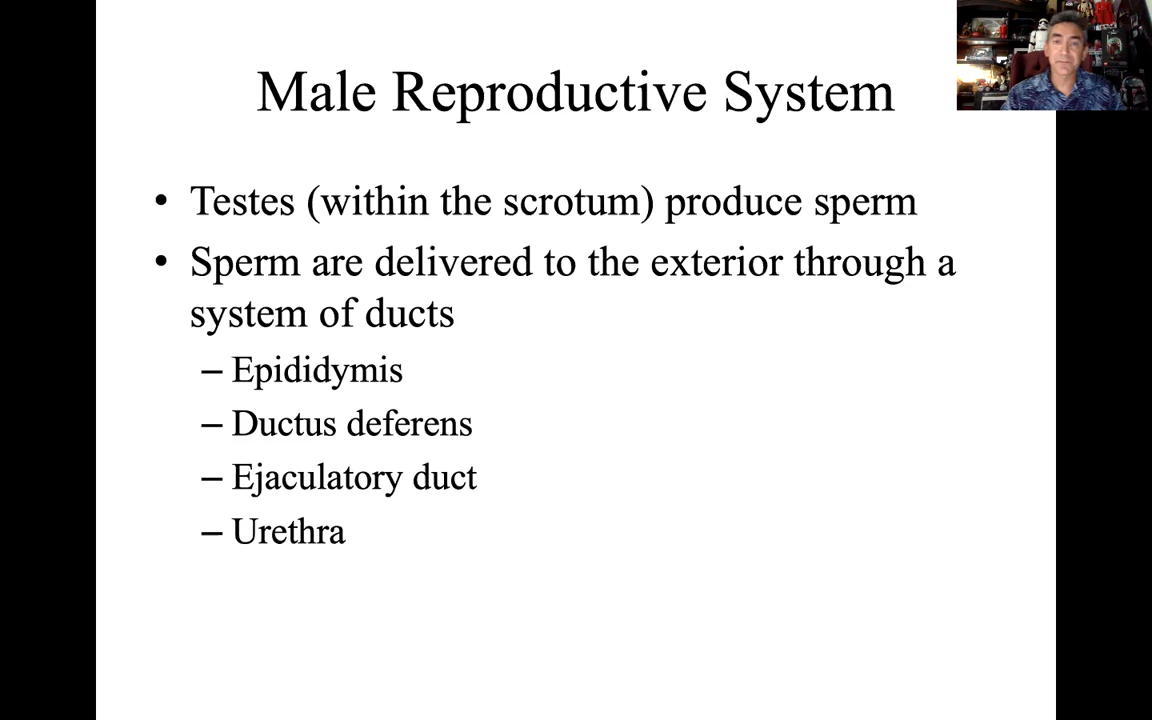 Male Reproductive System
• Testes (within the scrotum) produce sperm
• Sperm are delivered to the exterior through a
system of ducts
– Epididymis
– Ductus deferens
– Ejaculatory duct
– Urethra